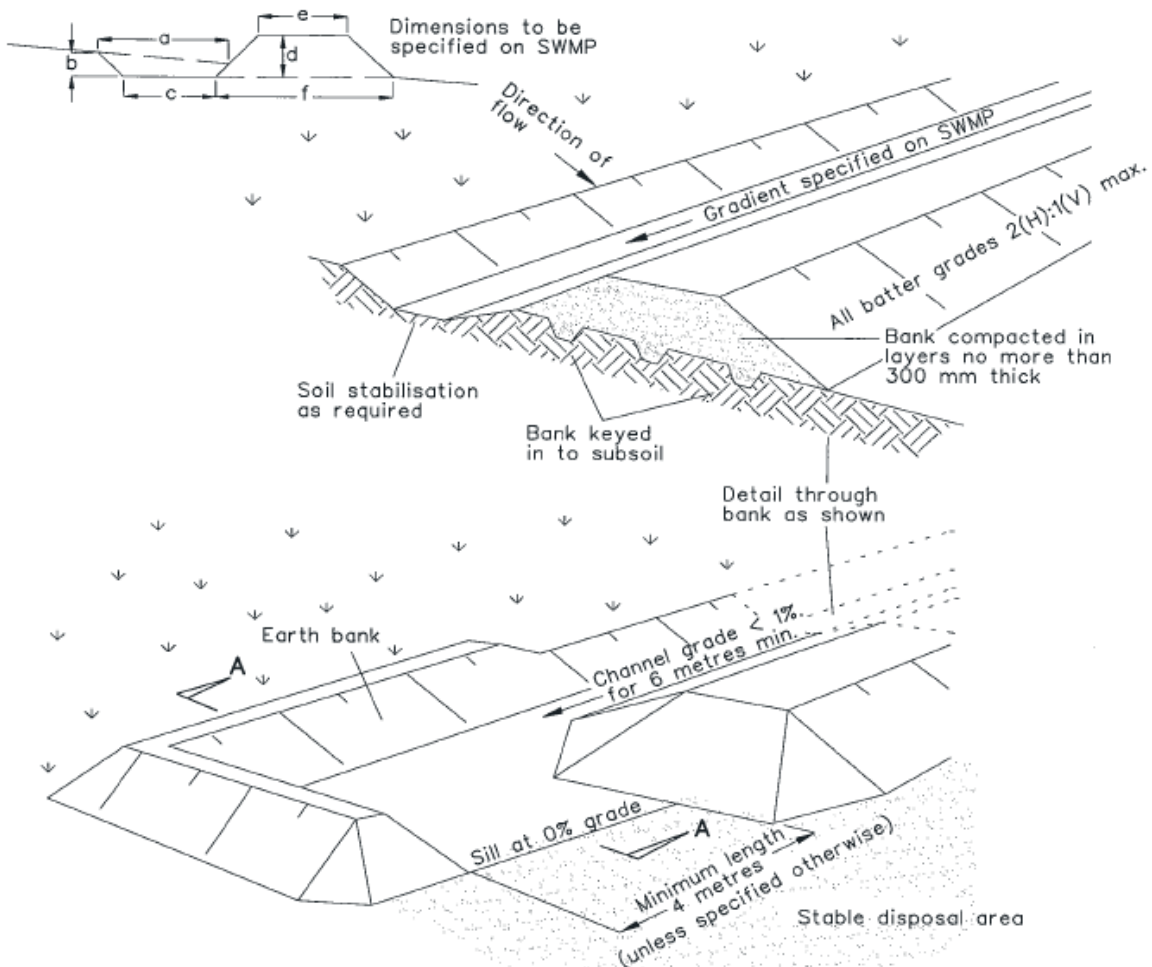 e
a
Dimensions to be
specified on SWMP
b
d
c
f
Direction of
flow
Gradient specified on SWMP
All batter grades 2(H):1(V) max.
Bank compacted in
layers no more than
300 mm thick
Soil stabilisation
as required
Bank keyed
in to subsoil
Detail through
bank as shown
Earth bank
A
Channel grade < 1%.
for 6 metres min.
Sill at 0% grade
A
Minimum length
4 metres
(unless specified otherwise)
Stable disposal area